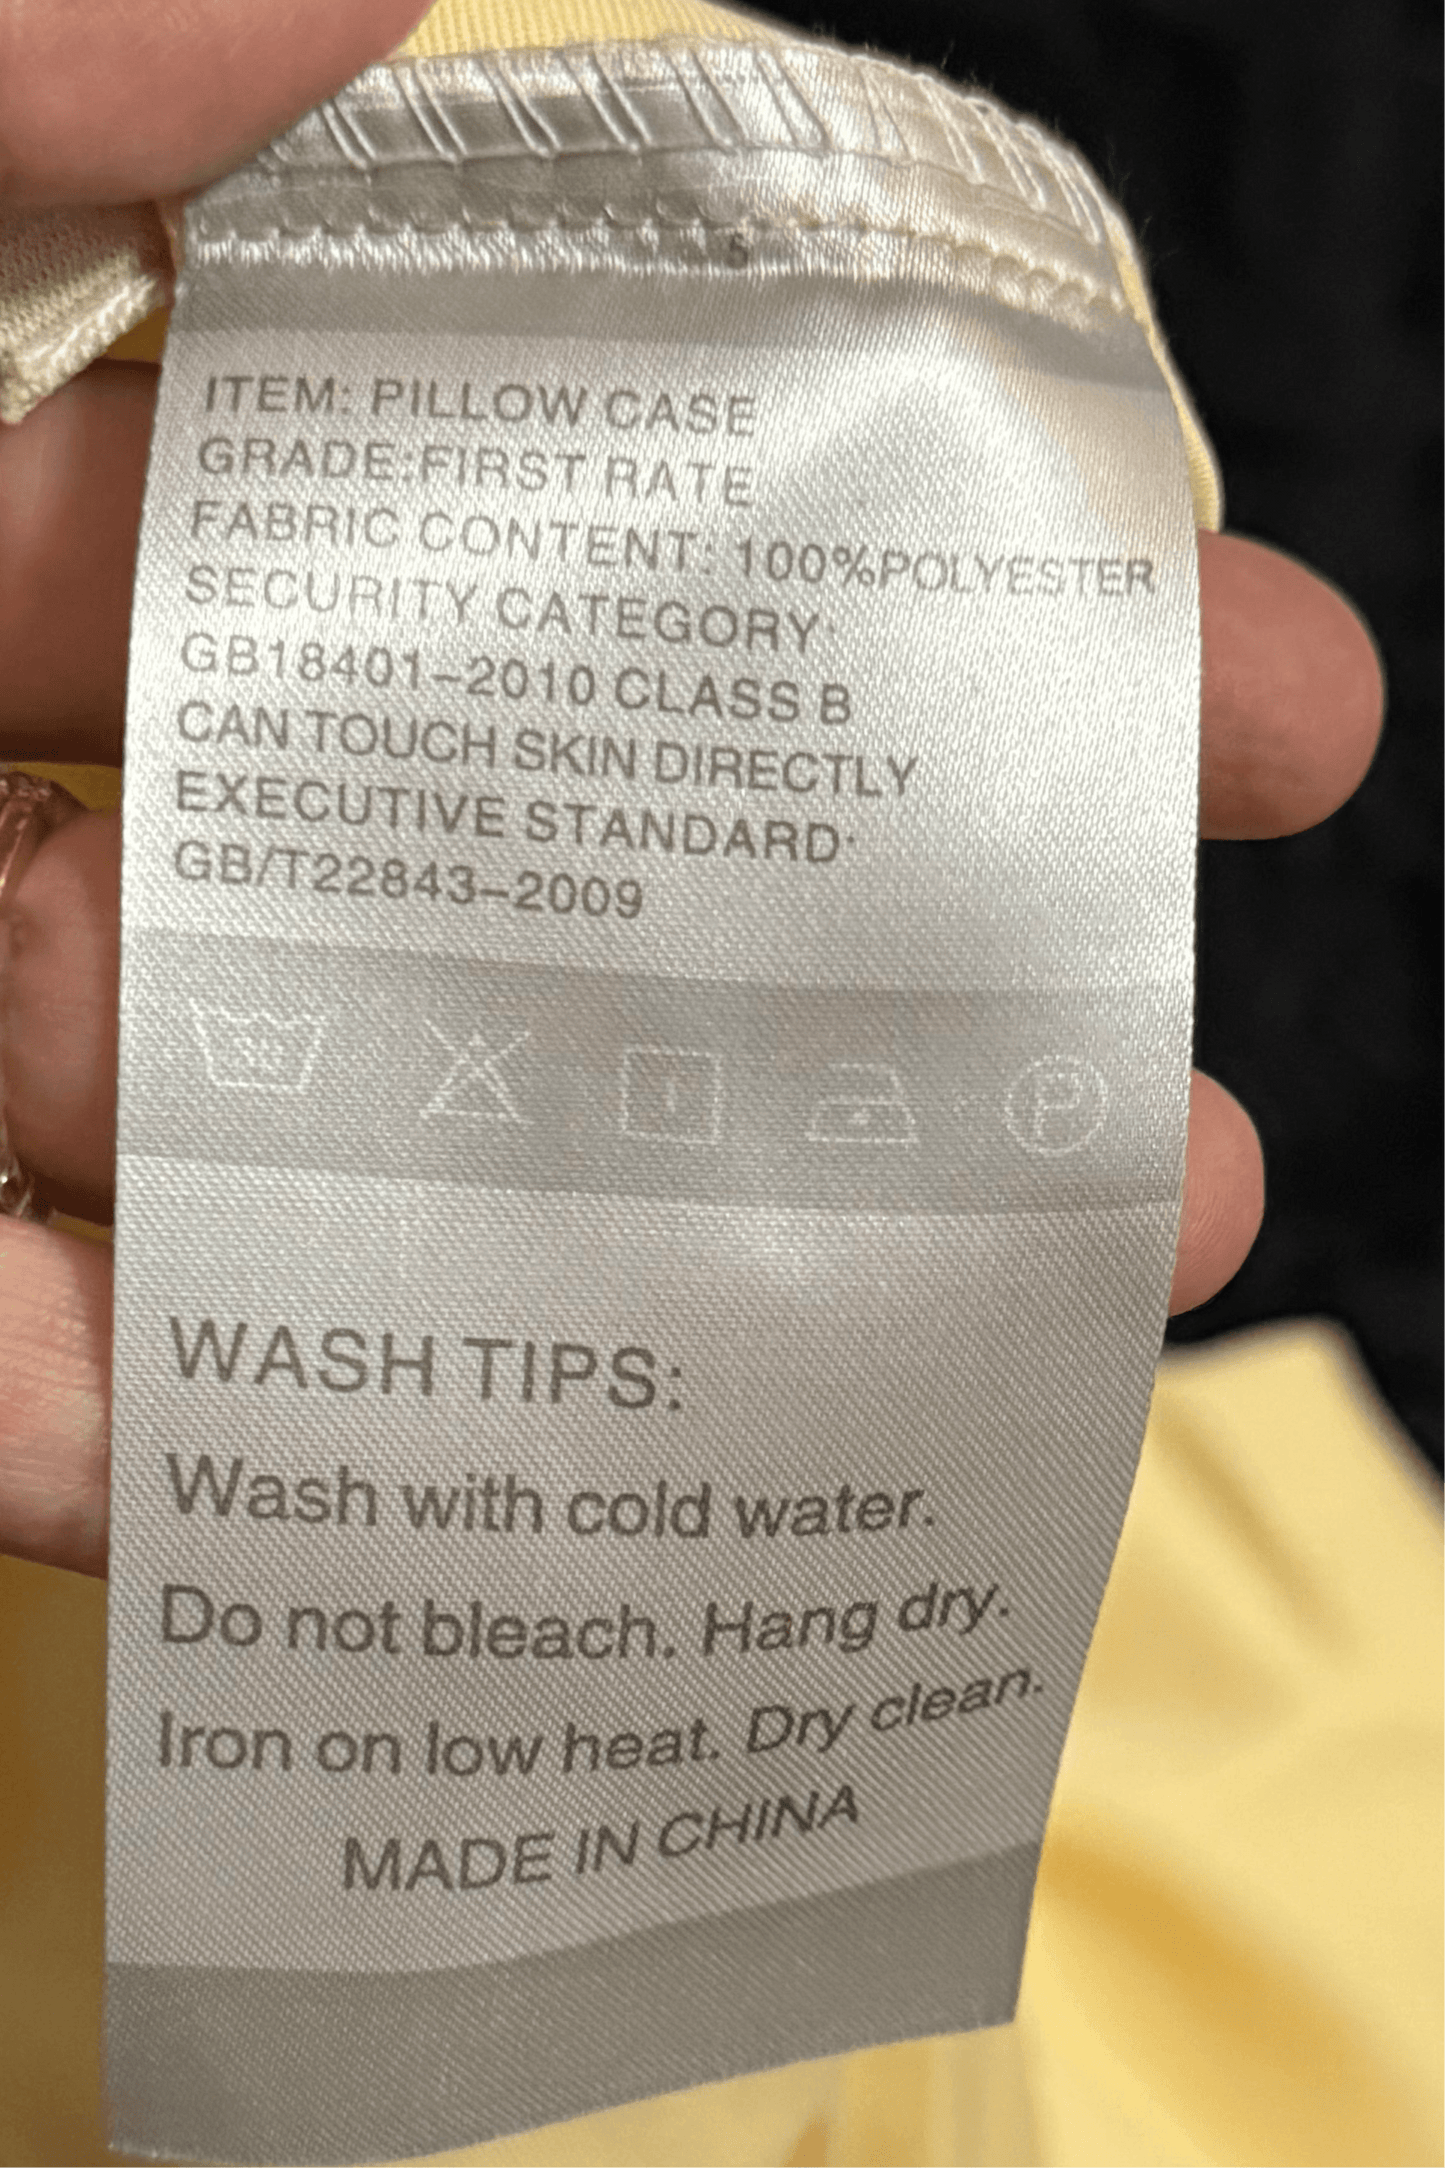 5
ITEM: PILLOW CASE
GRADE:FIRST RATE
FABRIC CONTENT: 100%POLYESTER
SECURITY CATEGORY:
GB18401-2010 CLASS B
CAN TOUCH SKIN DIRECTLY
EXECUTIVE STANDARD:
GB/T22843-2009
P
WASH TIPS:
Wash with cold water.
Do not bleach. Hang dry.
Iron on low heat. Dry clean.
MADE IN CHINA